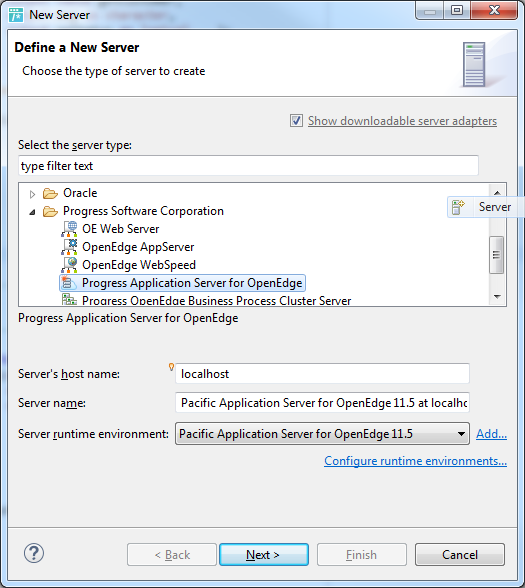 New Server
Define a New Server
Choose the type of server to create
Show downloadable server adapters
Select the server type:
type filter text
Oracle
Server
Progress Software Corporation
OE Web Server
OpenEdge AppServer
OpenEdge WebSpeed
Progress Application Server for OpenEdge
Progress OpenEdge Business Process Cluster Server
Progress Application Server for OpenEdge
Server's host name: localhost
Server name: Pacific Application Server for OpenEdge 11.5 at localho
Server runtime environment: Pacific Application Server for OpenEdge 11.5 Add...
Configure runtime environments...
? < Back Next > Finish Cancel